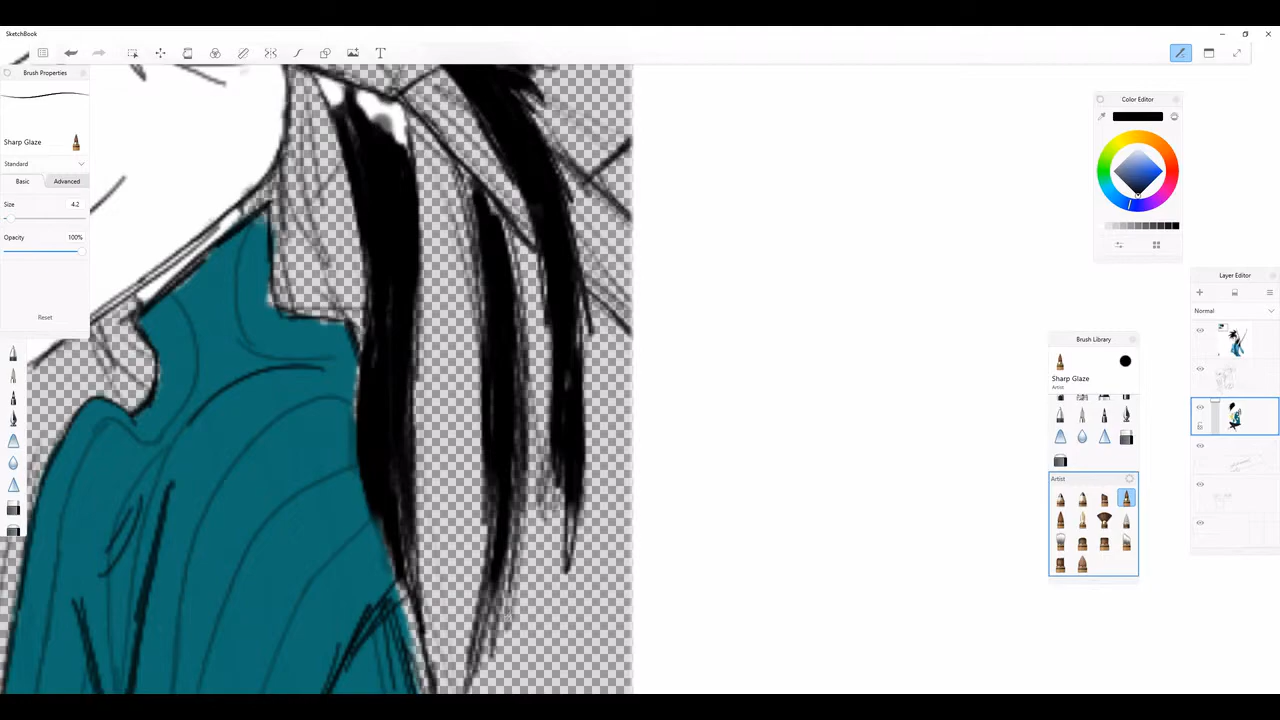 SketchBook
T
Brush Properties
Sharp Glaze
Standard
Basic Advanced
Size 4.2
Opacity 100%
Reset
Color Editor
Layer Editor
Normal
Brush Library
Sharp Glaze
Artist
Artist